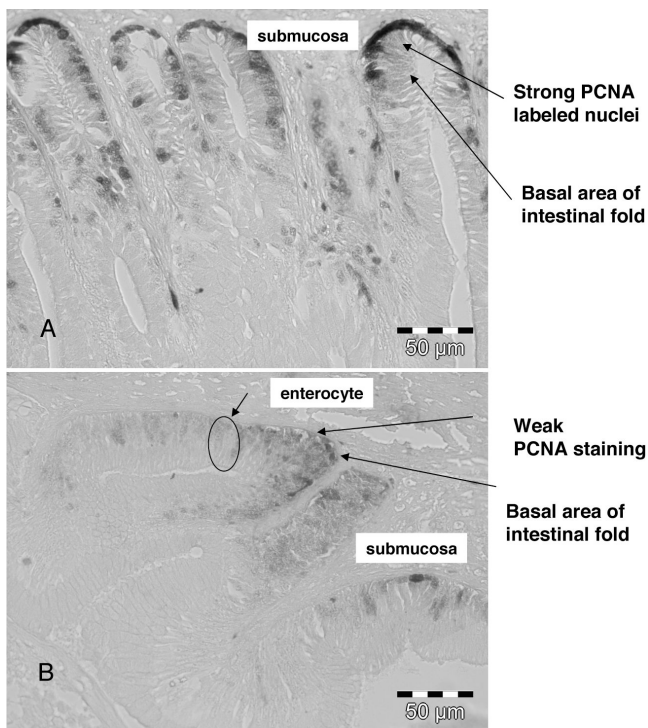 submucosa
Strong PCNA
labeled nuclei
Basal area of
intestinal fold
A
50 µm
enterocyte
Weak
PCNA staining
Basal area of
intestinal fold
submucosa
B
50 µm